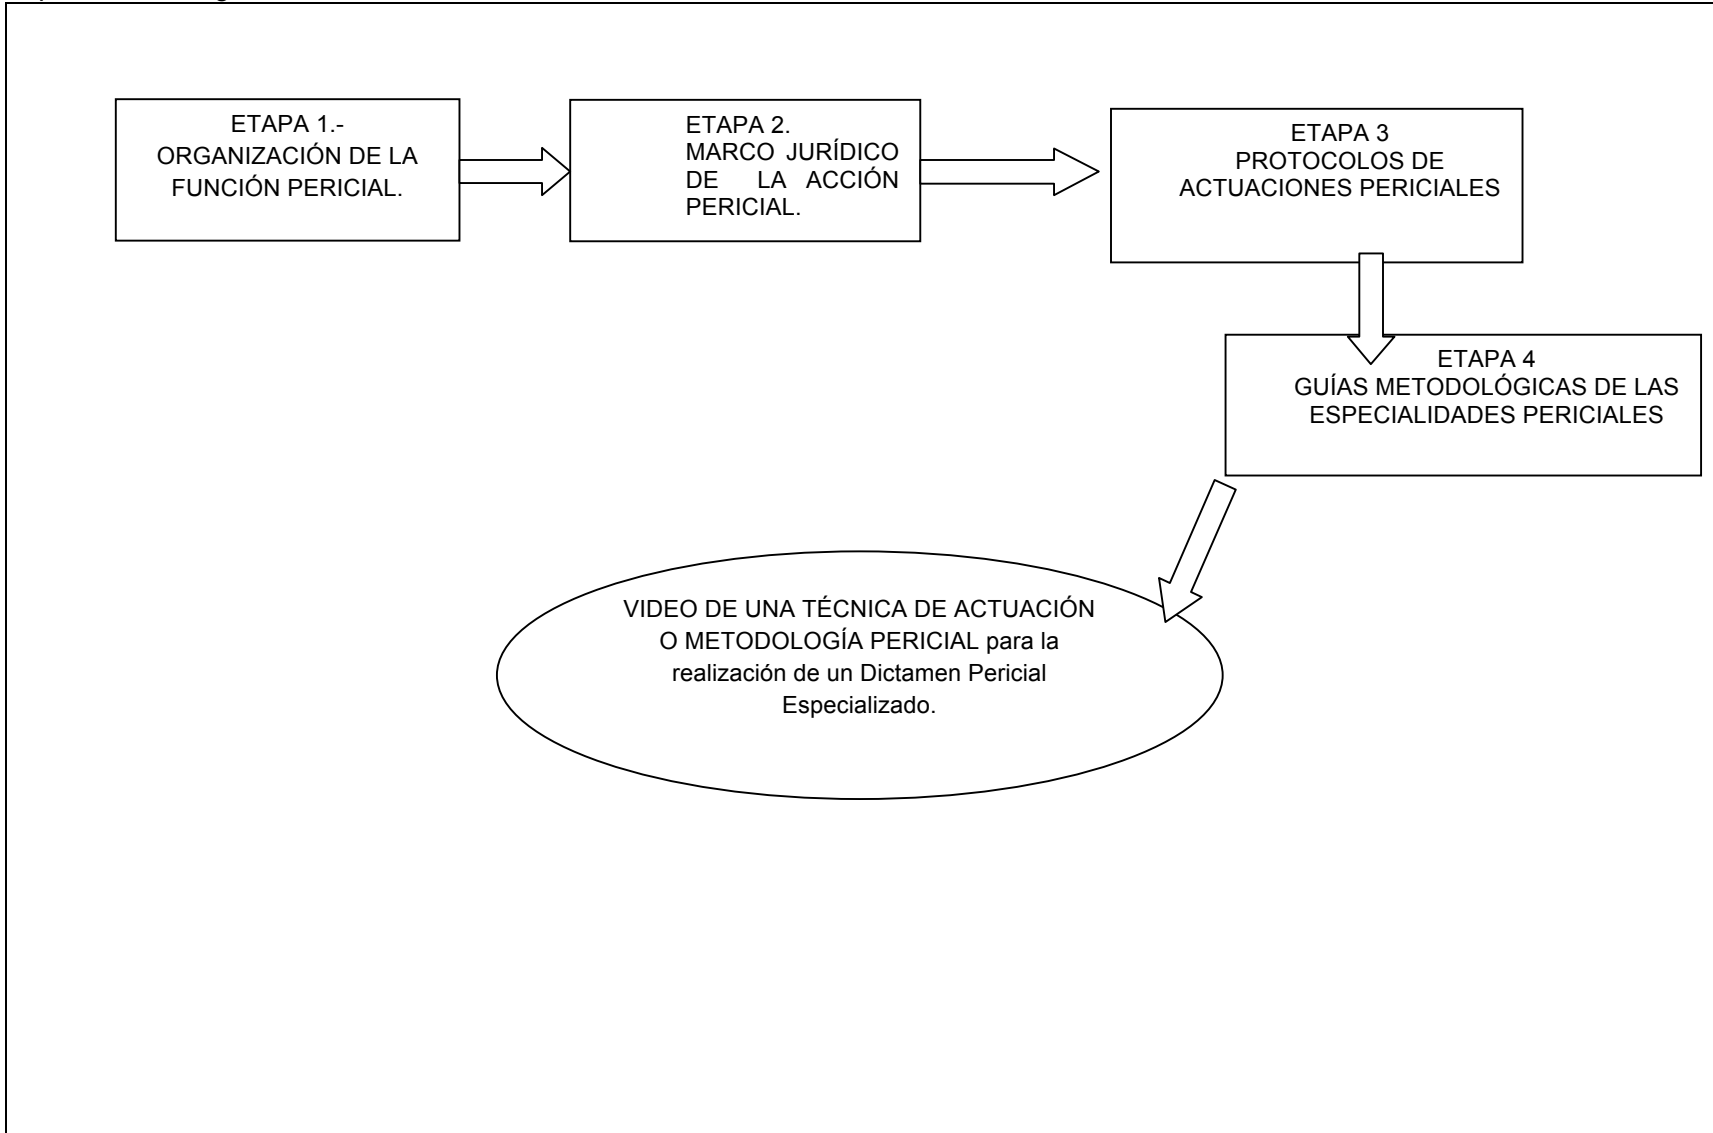 ETAPA 1.-
ORGANIZACIÓN DE LA
FUNCIÓN PERICIAL.
ETAPA 2.
MARCO JURÍDICO
DE LA ACCIÓN
PERICIAL.
ETAPA 3
PROTOCOLOS DE
ACTUACIONES PERICIALES
ETAPA 4
GUÍAS METODOLÓGICAS DE LAS
ESPECIALIDADES PERICIALES
VIDEO DE UNA TÉCNICA DE ACTUACIÓN
O METODOLOGÍA PERICIAL para la
realización de un Dictamen Pericial
Especializado.